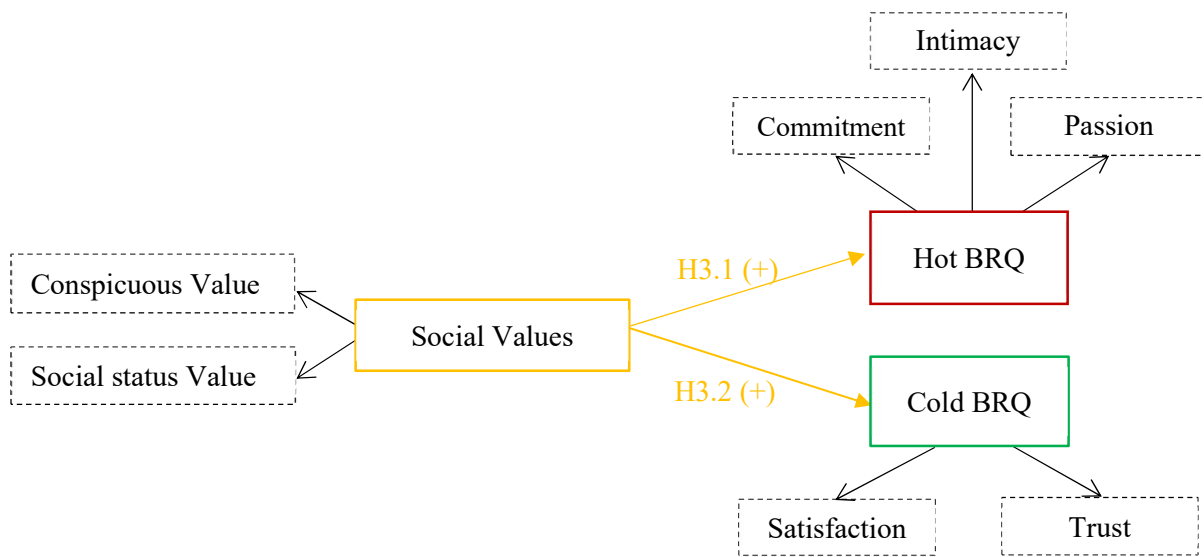 Intimacy
Commitment
Passion
Hot BRQ
H3.1 (+)
Conspicuous Value
Social Values
Social status Value
H3.2 (+)
Cold BRQ
Satisfaction
Trust